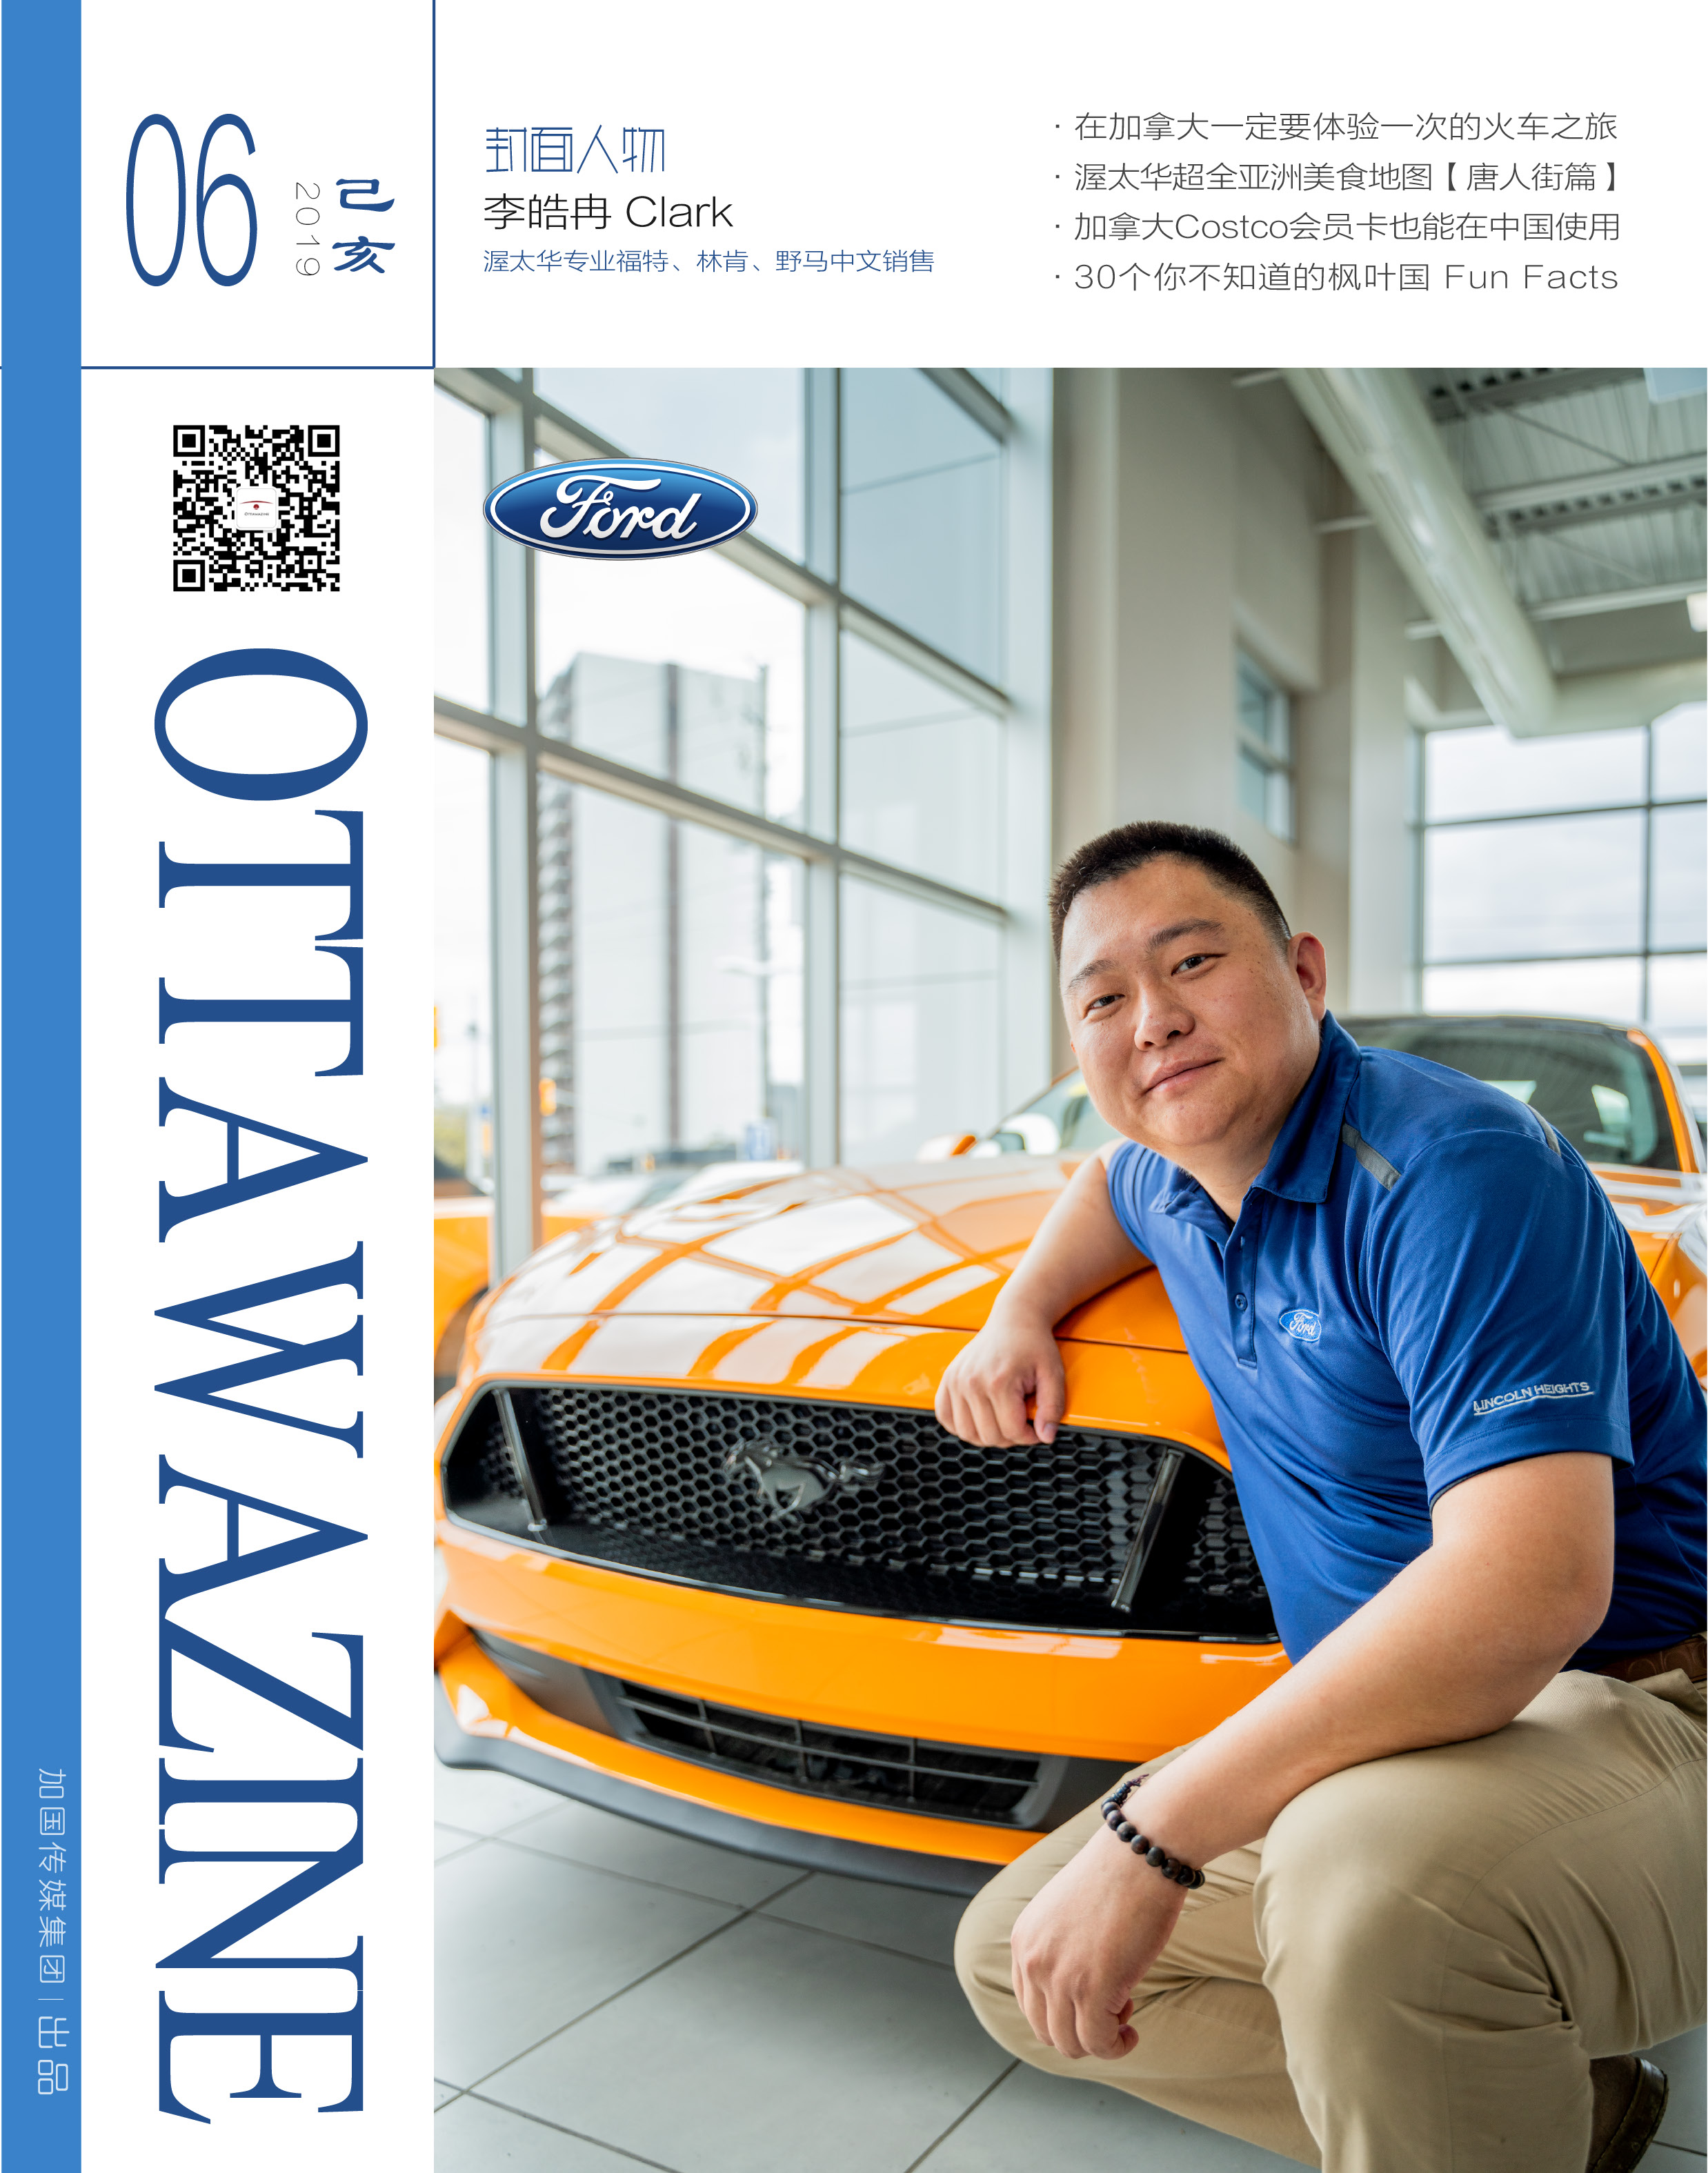 06
2019
己亥
封面人物
李皓冉 Clark
渥太华专业福特、林肯、野马中文销售
· 在加拿大一定要体验一次的火车之旅
· 渥太华超全亚洲美食地图【唐人街篇】
· 加拿大Costco会员卡也能在中国使用
· 30个你不知道的枫叶国 Fun Facts
OTTAWAZINE
Ford
Ford
LINCOLN HEIGHTS
加国传媒集团 | 出品